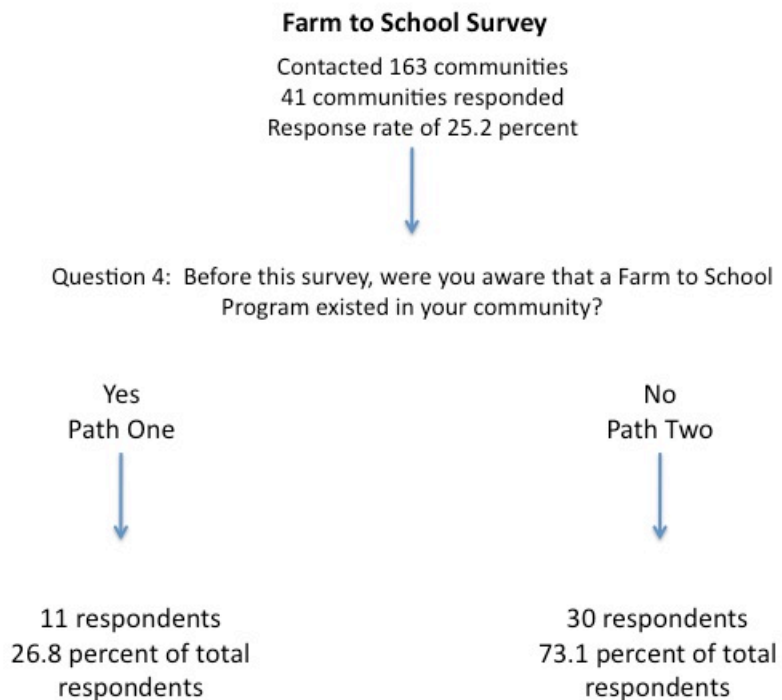 Farm to School Survey
Contacted 163 communities
41 communities responded
Response rate of 25.2 percent
Question 4:  Before this survey, were you aware that a Farm to School
Program existed in your community?
Yes
Path One
No
Path Two
11 respondents
26.8 percent of total
respondents
30 respondents
73.1 percent of total
respondents